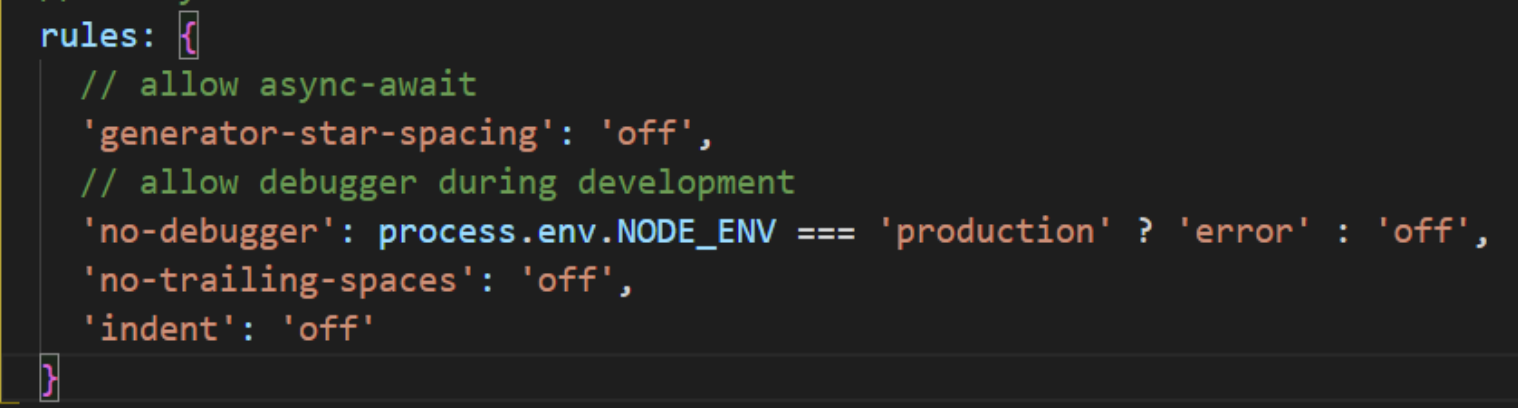 rules: {
// allow async-await
'generator-star-spacing': 'off',
// allow debugger during development
'no-debugger': process.env.NODE_ENV === 'production' ? 'error' : 'off',
'no-trailing-spaces': 'off',
'indent': 'off'
}